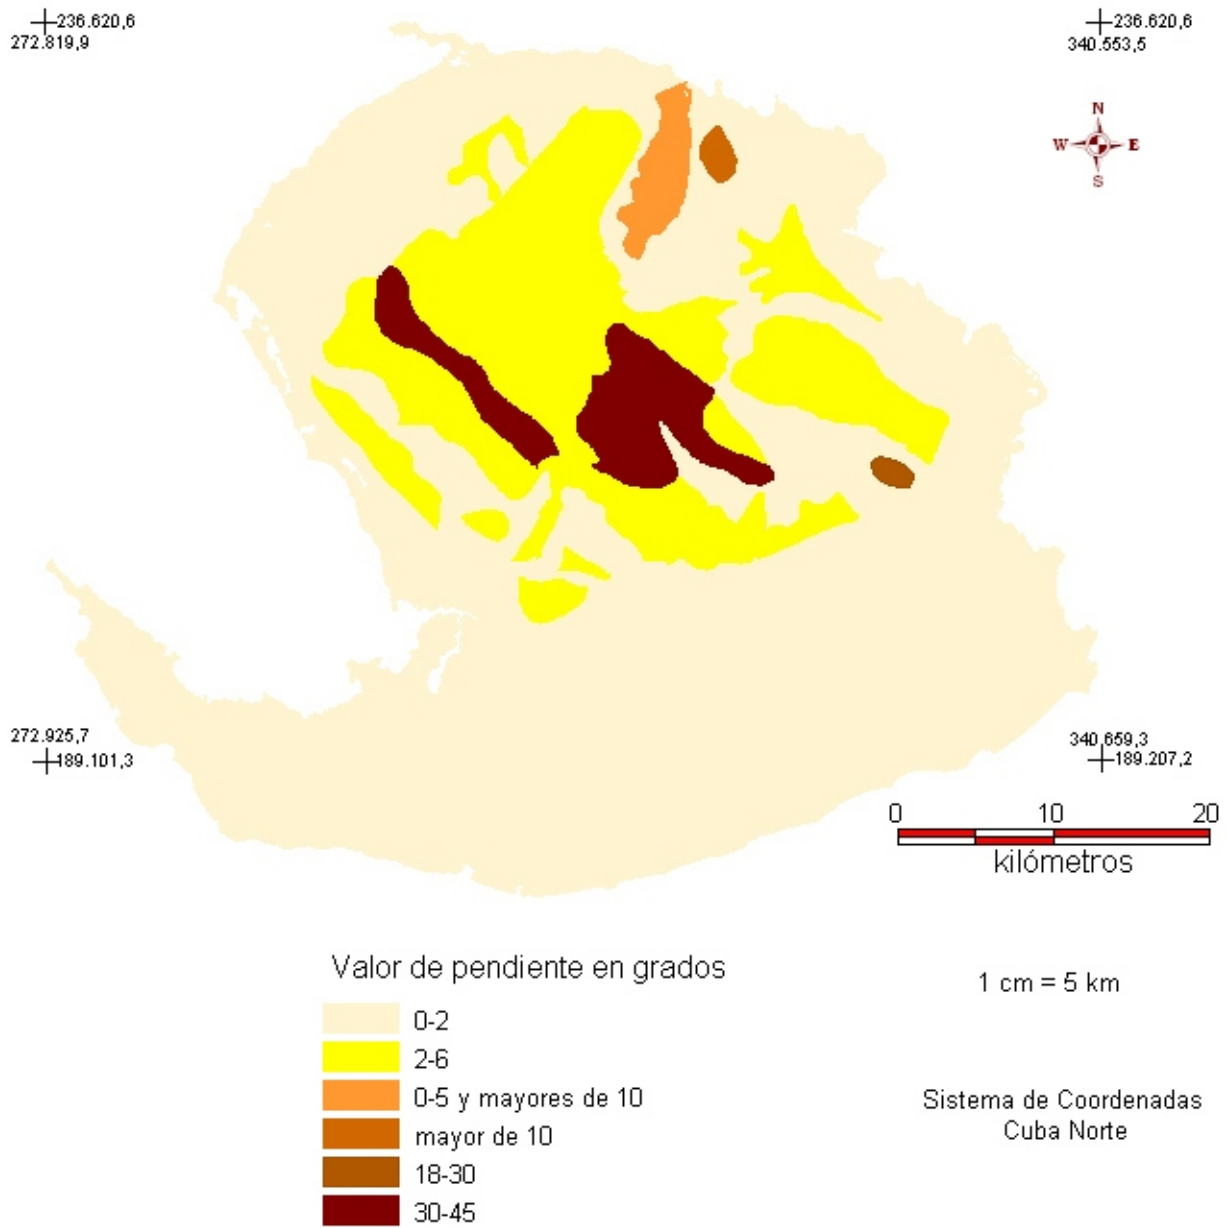 236.620,6
272.819,9
236.620,6
340.553,5
N
W E
S
272.925,7
189.101,3
340.659,3
189.207,2
0 10 20
kilómetros
Valor de pendiente en grados
0-2
2-6
0-5 y mayores de 10
mayor de 10
18-30
30-45
1 cm = 5 km
Sistema de Coordenadas
Cuba Norte